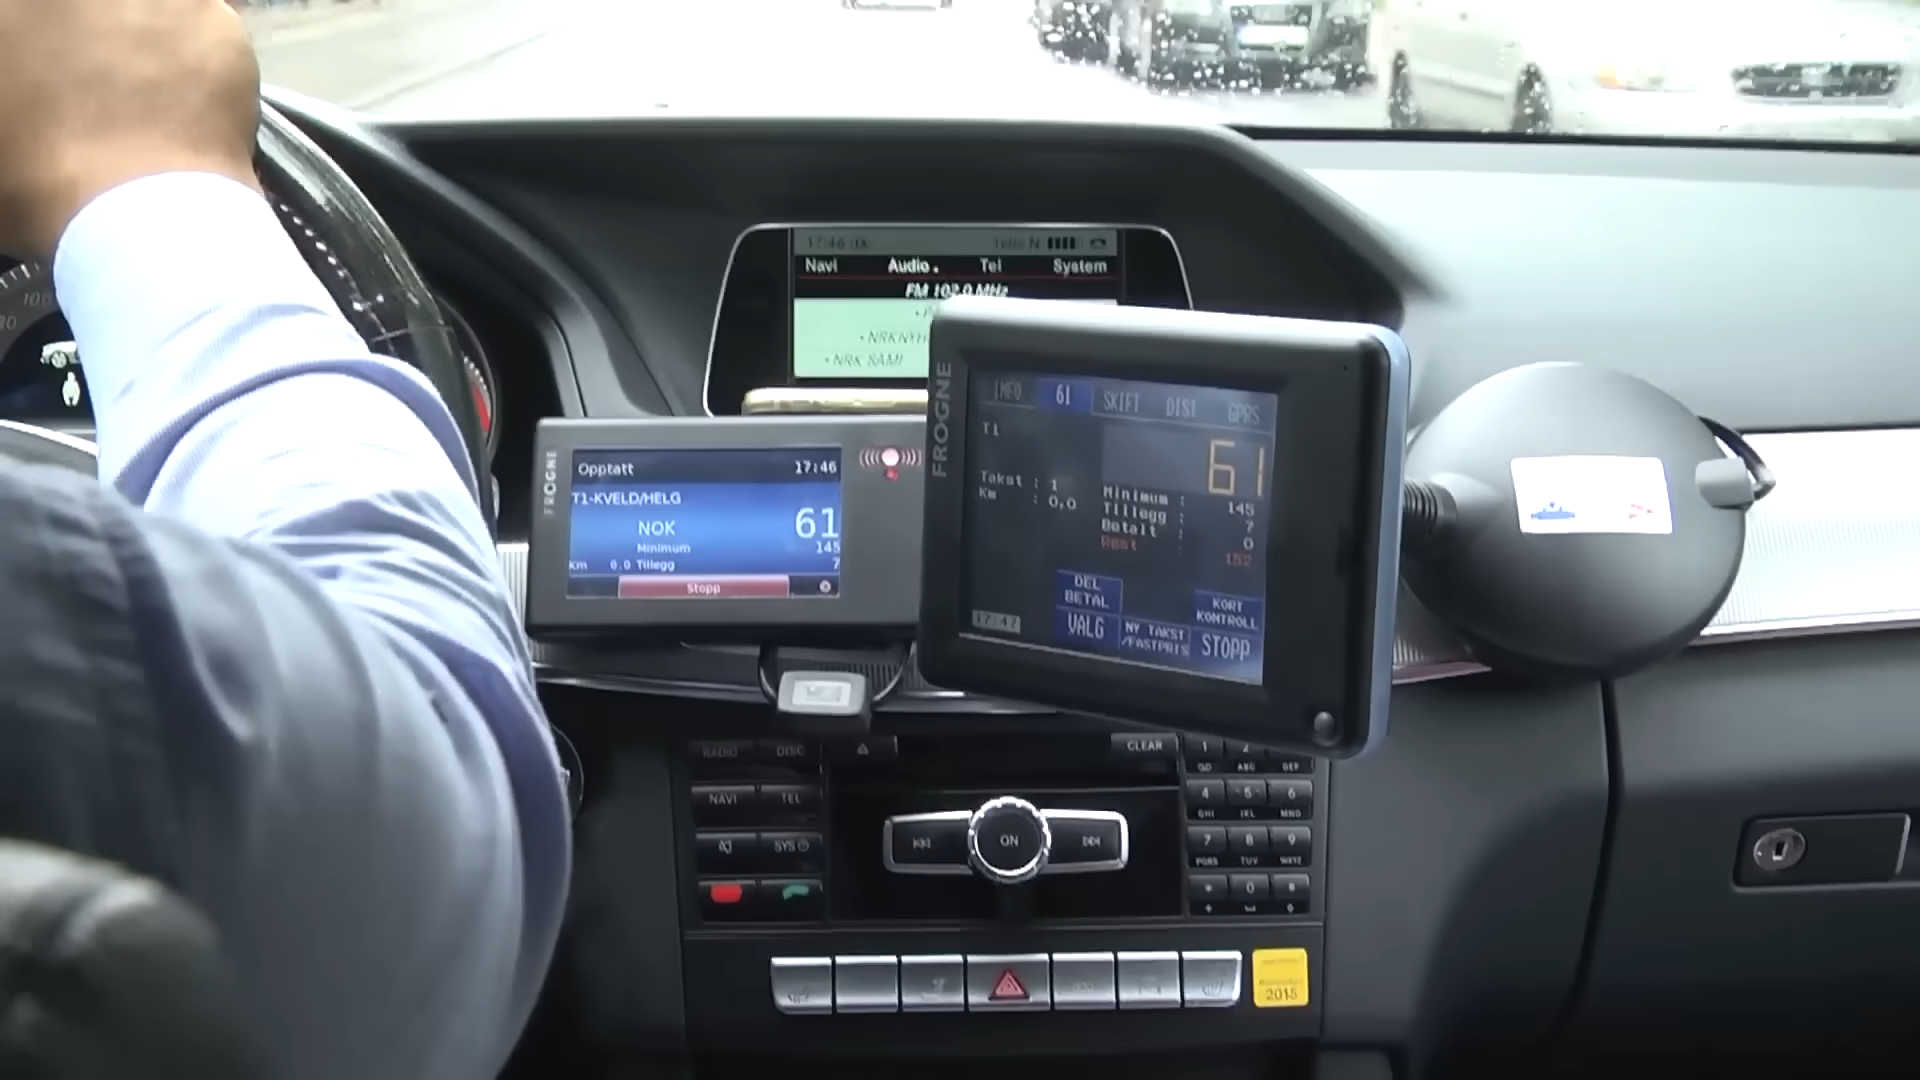 17:46
Navi Audio Tel System
FM 102.0 MHz
NRK SAMI
FROGNE
Opptatt 17:46
T1-KVELD/HELG
NOK 61
Minimum 145
Km 0.0 Tillegg 7
Stopp
FROGNE
INFO 61 SKIFT DIST GPRS
T1
61
Takst : 1
Km : 0,0
Minimum : 145
Tillegg : 7
Betalt : 0
Rest : 152
DEL BETAL
KORT KONTROLL
17:47
VALG
NY TAKST /FASTPRIS
STOPP
RADIO DISC
CLEAR
1 2
ABC DEF
NAVI TEL
4 5 6
GHI JKL MNO
SYS
ON
7 8 9
PQRS TUV WXYZ
* 0 #
2015
100